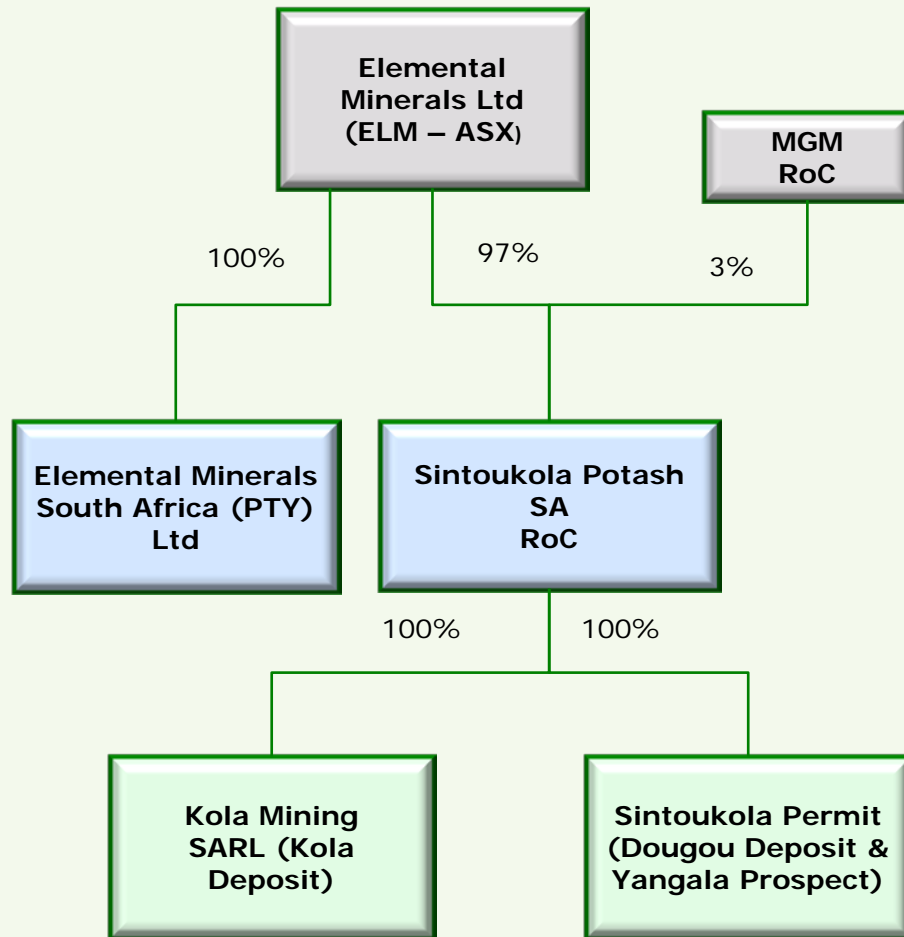 Elemental
Minerals Ltd
(ELM – ASX)
MGM
RoC
100%
97%
3%
Elemental Minerals
South Africa (PTY)
Ltd
Sintoukola Potash
SA
RoC
100%
100%
Kola Mining
SARL (Kola
Deposit)
Sintoukola Permit
(Dougou Deposit &
Yangala Prospect)